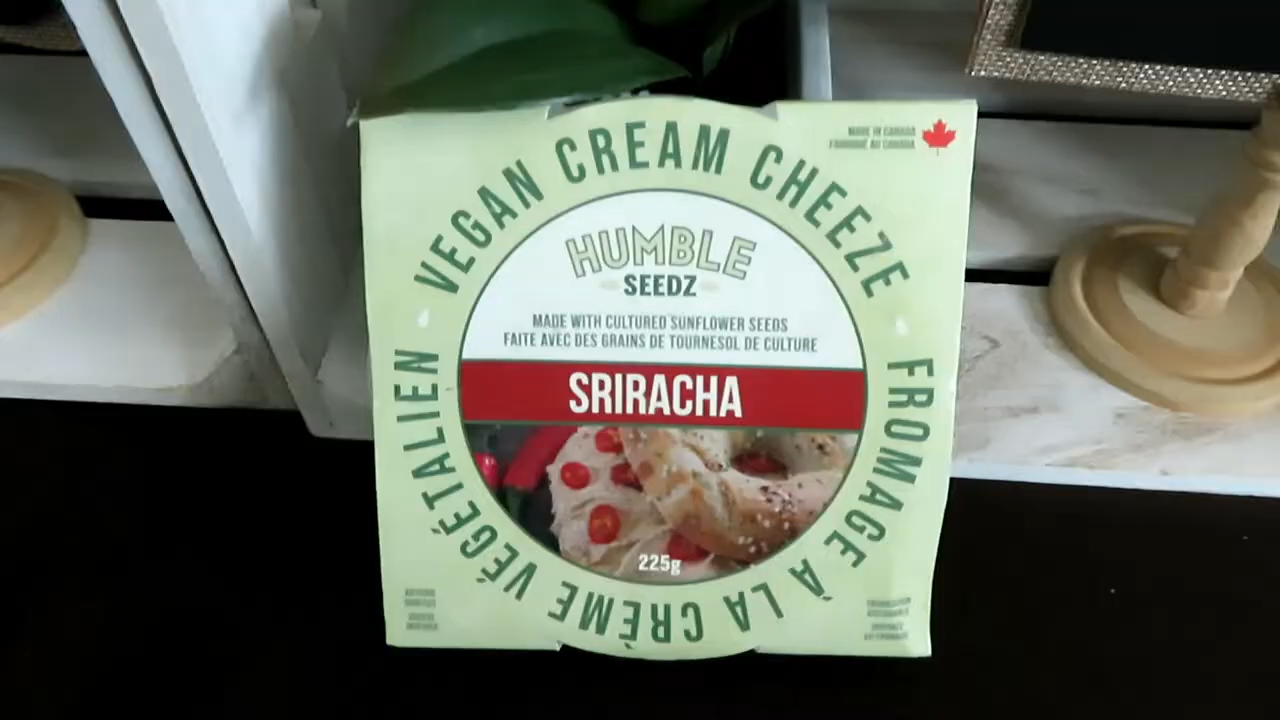 VEGAN CREAM CHEEZE
MADE IN CANADA
FABRIQUÉ AU CANADA
HUMBLE
SEEDZ
MADE WITH CULTURED SUNFLOWER SEEDS
FAITE AVEC DES GRAINS DE TOURNESOL DE CULTURE
SRIRACHA
225g
FROMAGE À LA CRÈME VÉGÉTALIEN